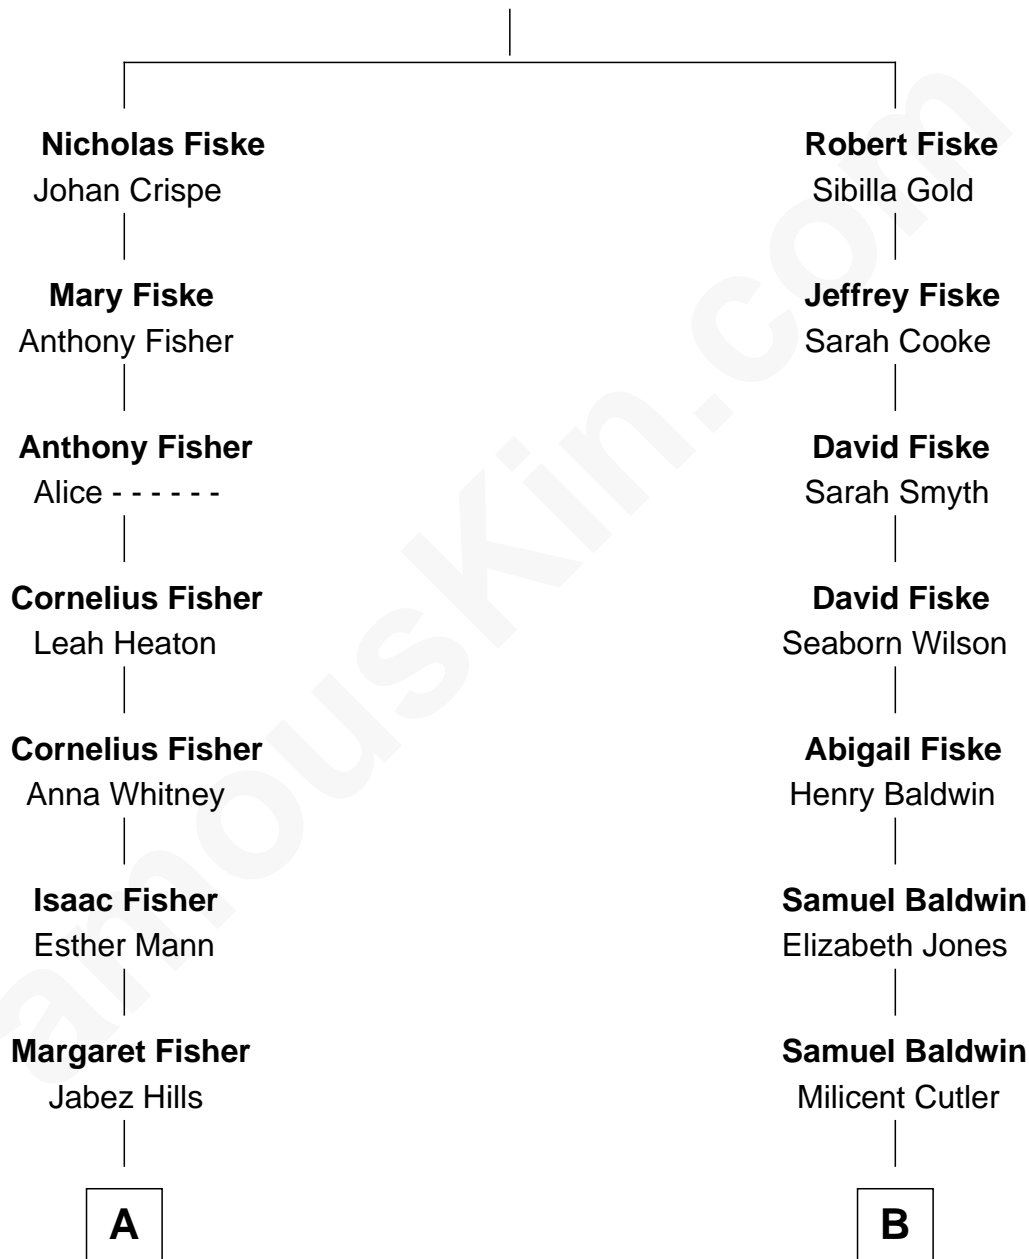 Nicholas Fiske
Johan Crispe
Mary Fiske
Anthony Fisher
Anthony Fisher
Alice - - - - - -
Cornelius Fisher
Leah Heaton
Cornelius Fisher
Anna Whitney
Isaac Fisher
Esther Mann
Margaret Fisher
Jabez Hills
A
Robert Fiske
Sibilla Gold
Jeffrey Fiske
Sarah Cooke
David Fiske
Sarah Smyth
David Fiske
Seaborn Wilson
Abigail Fiske
Henry Baldwin
Samuel Baldwin
Elizabeth Jones
Samuel Baldwin
Milicent Cutler
B
amouskin.com